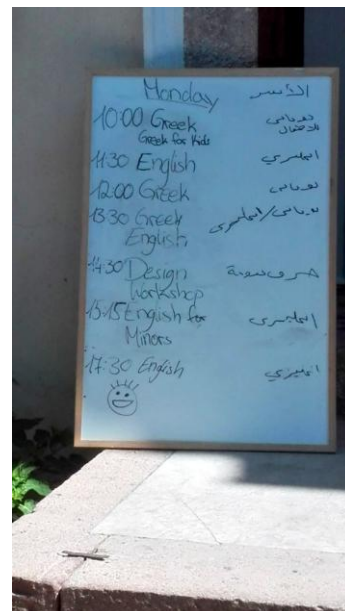 Monday
10:00 Greek يوناني
Greek for Kids للاطفال
11:30 English انجليزي
12:00 Greek يوناني
13:30 Greek يوناني/انجليزي
English
14:30 Design
Workshop
15:15 English for انجليزي
Minors
17:30 English انجليزي